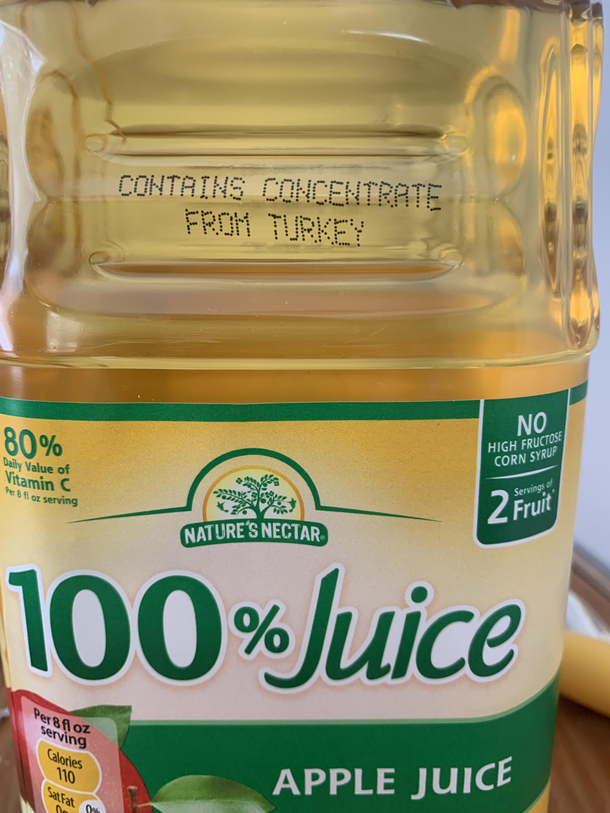 CONTAINS CONCENTRATE
FROM TURKEY
80%
Daily Value of
Vitamin C
Per 8 fl oz serving
NO
HIGH FRUCTOSE
CORN SYRUP
2 Servings of
Fruit*
NATURE'S NECTAR®
100% Juice
Per 8 fl oz
serving
Calories
110
Sat Fat
0%
APPLE JUICE